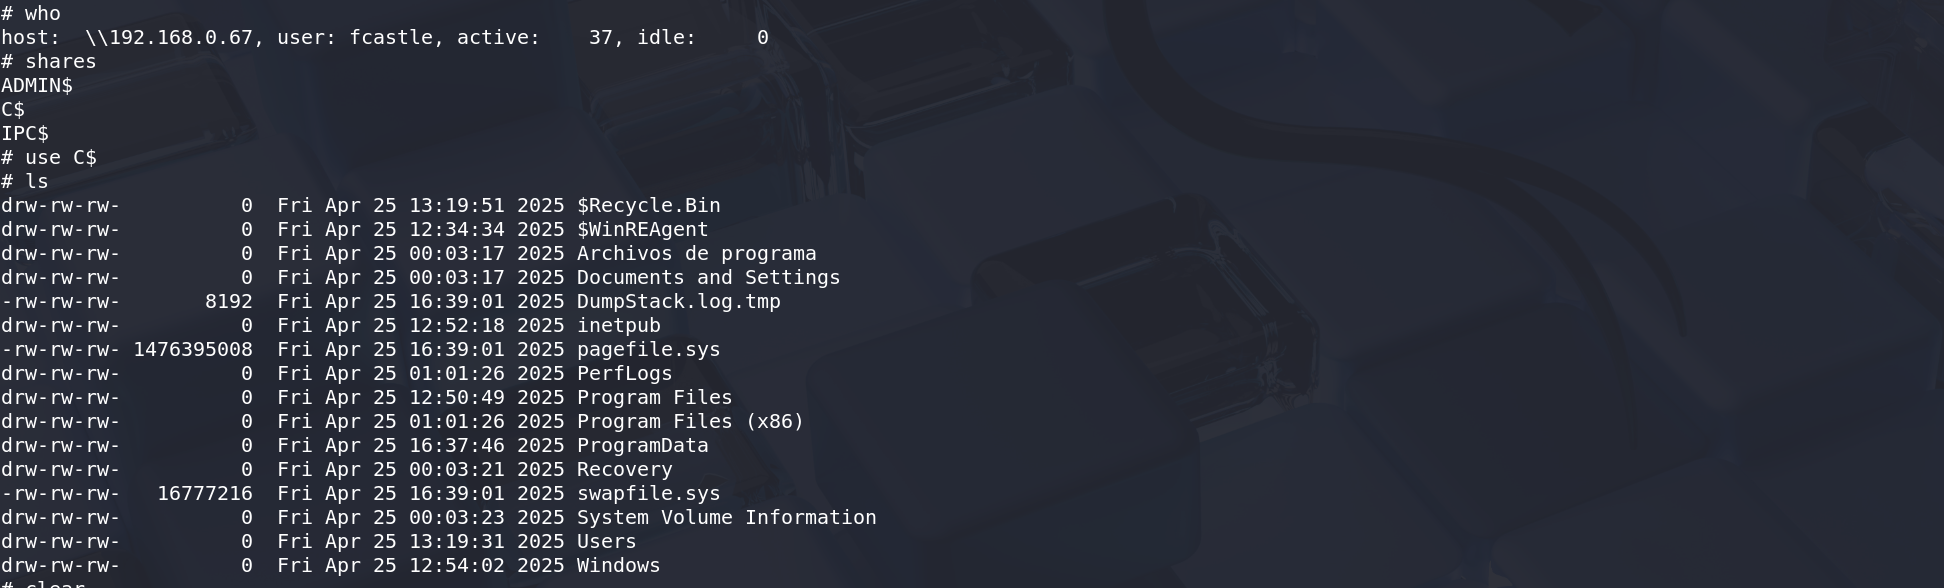 # who
host:  \\192.168.0.67, user: fcastle, active:    37, idle:     0
# shares
ADMIN$
C$
IPC$
# use C$
# ls
drw-rw-rw-          0  Fri Apr 25 13:19:51 2025 $Recycle.Bin
drw-rw-rw-          0  Fri Apr 25 12:34:34 2025 $WinREAgent
drw-rw-rw-          0  Fri Apr 25 00:03:17 2025 Archivos de programa
drw-rw-rw-          0  Fri Apr 25 00:03:17 2025 Documents and Settings
-rw-rw-rw-       8192  Fri Apr 25 16:39:01 2025 DumpStack.log.tmp
drw-rw-rw-          0  Fri Apr 25 12:52:18 2025 inetpub
-rw-rw-rw- 1476395008  Fri Apr 25 16:39:01 2025 pagefile.sys
drw-rw-rw-          0  Fri Apr 25 01:01:26 2025 PerfLogs
drw-rw-rw-          0  Fri Apr 25 12:50:49 2025 Program Files
drw-rw-rw-          0  Fri Apr 25 01:01:26 2025 Program Files (x86)
drw-rw-rw-          0  Fri Apr 25 16:37:46 2025 ProgramData
drw-rw-rw-          0  Fri Apr 25 00:03:21 2025 Recovery
-rw-rw-rw-   16777216  Fri Apr 25 16:39:01 2025 swapfile.sys
drw-rw-rw-          0  Fri Apr 25 00:03:23 2025 System Volume Information
drw-rw-rw-          0  Fri Apr 25 13:19:31 2025 Users
drw-rw-rw-          0  Fri Apr 25 12:54:02 2025 Windows
# clear